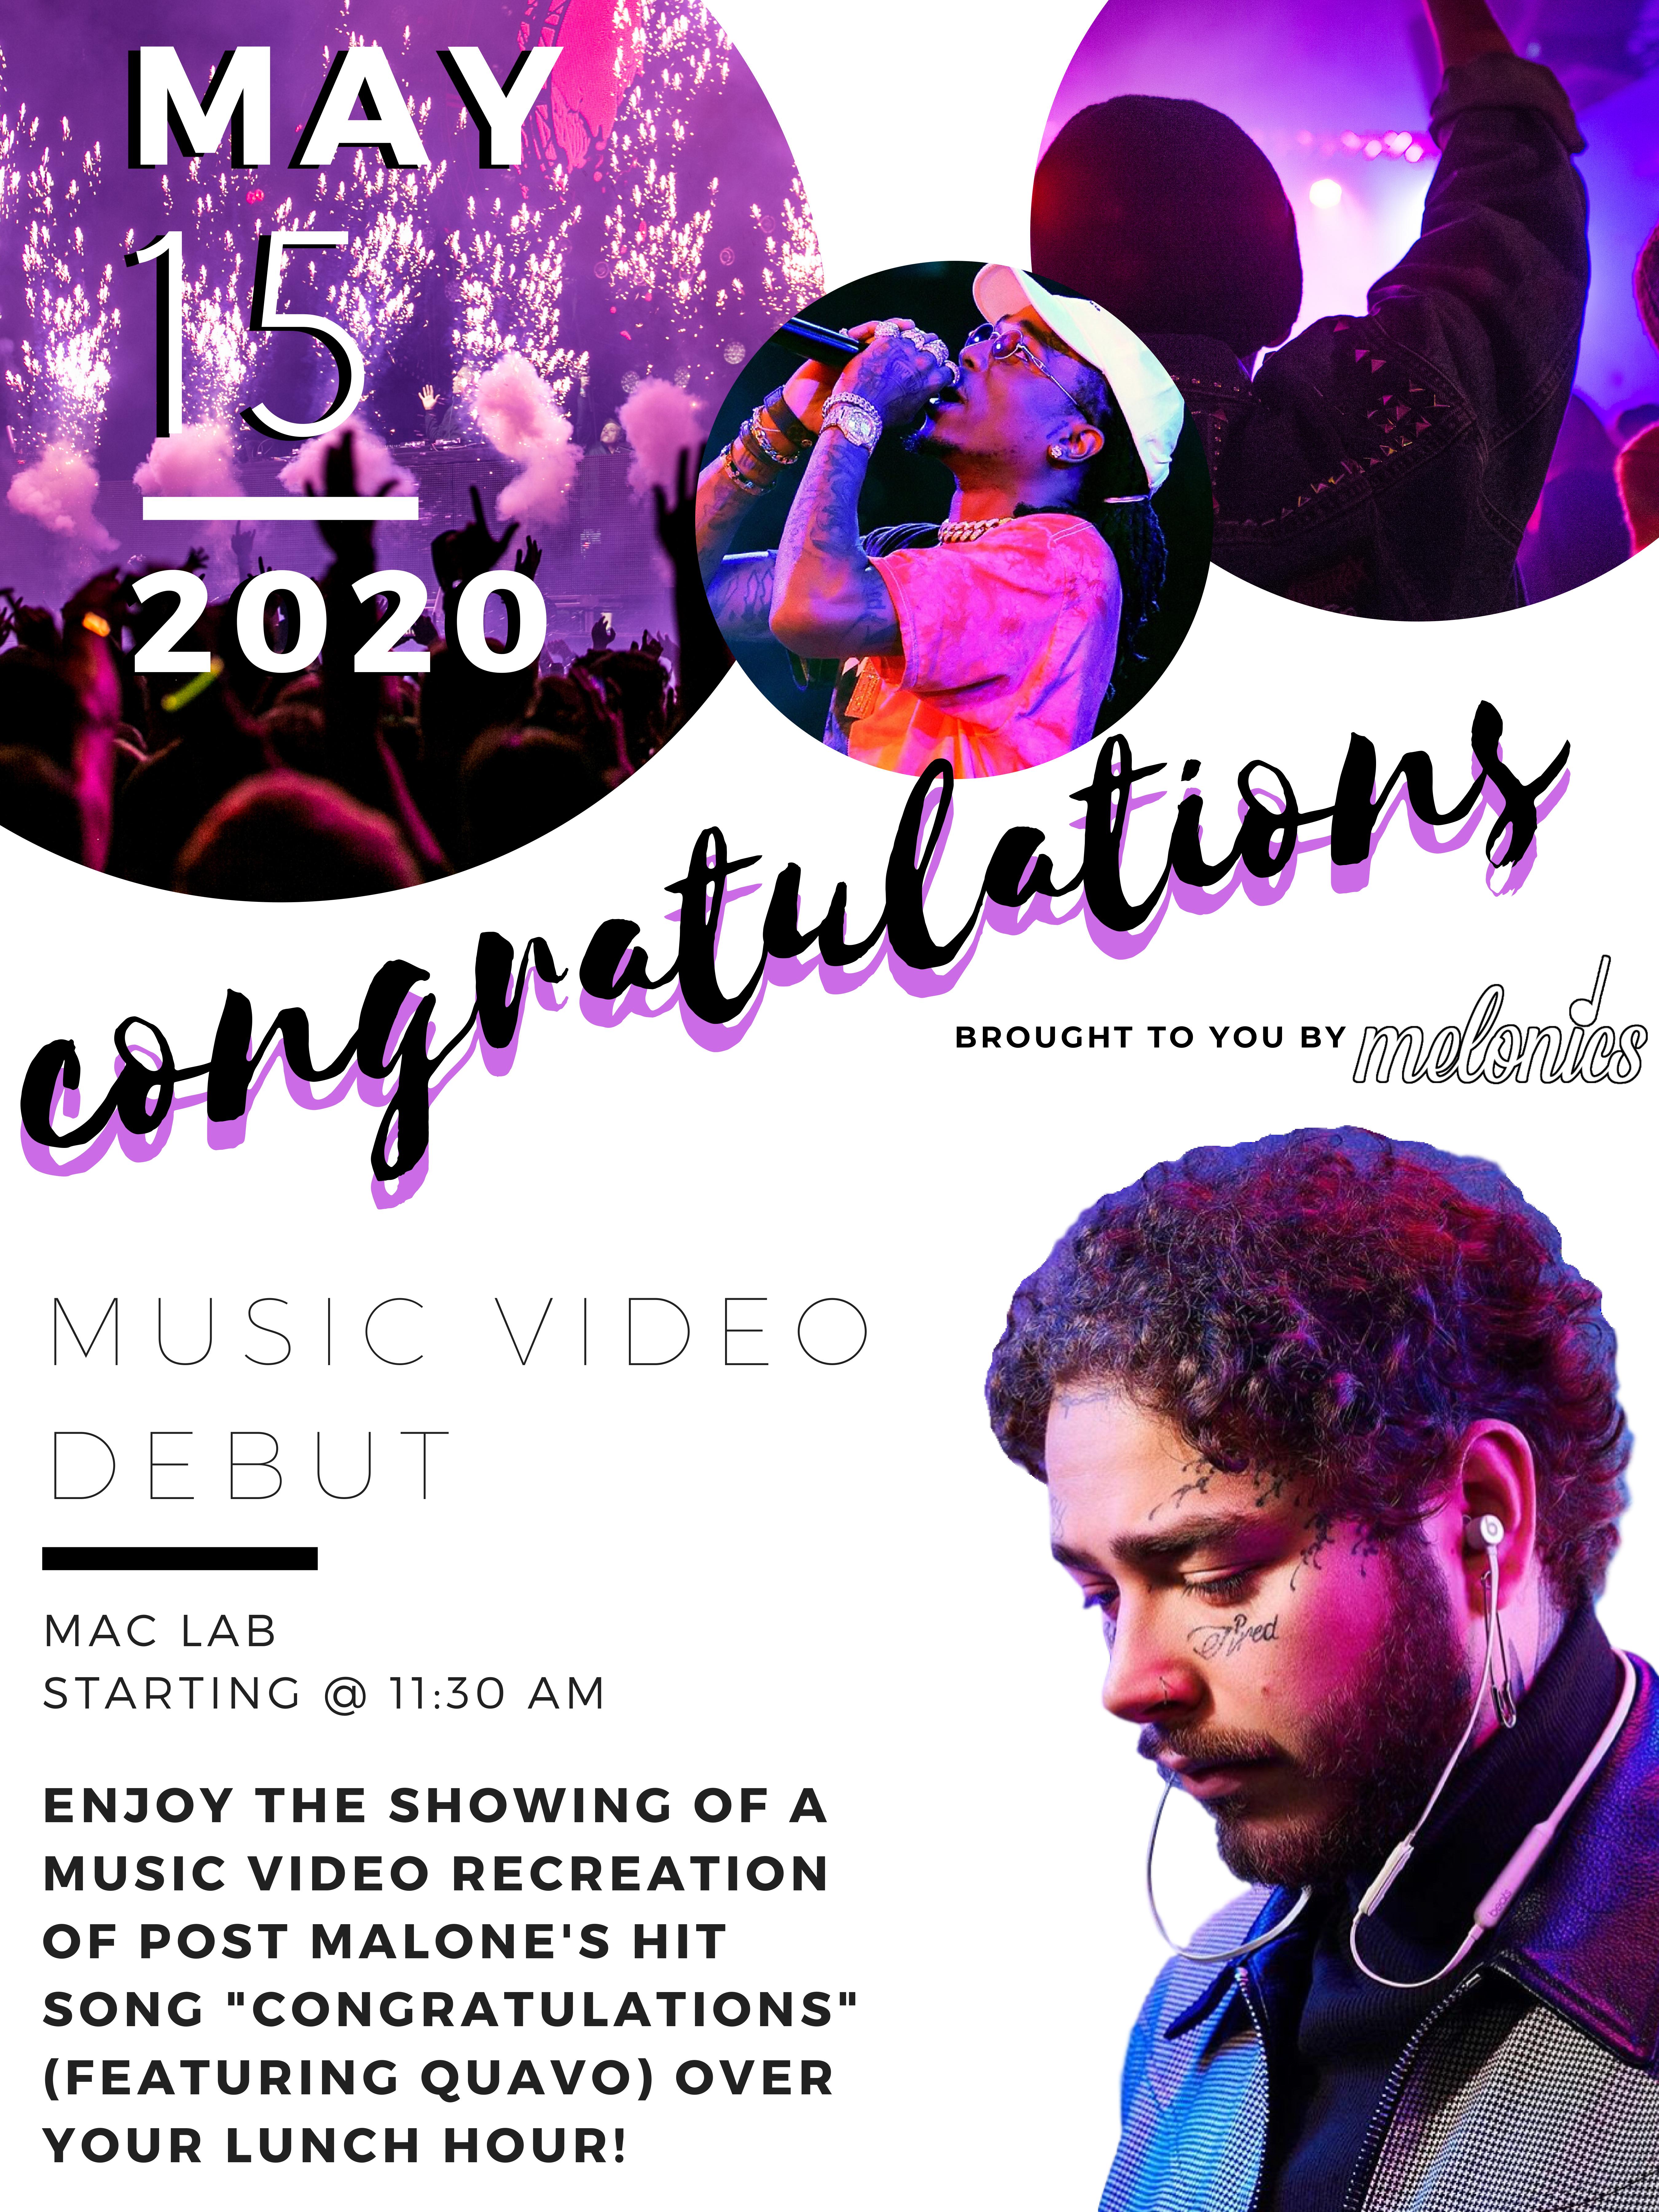 MAY
15
2020
congratulations
BROUGHT TO YOU BY melonics
MUSIC VIDEO
DEBUT
MAC LAB
STARTING @ 11:30 AM
ENJOY THE SHOWING OF A
MUSIC VIDEO RECREATION
OF POST MALONE'S HIT
SONG "CONGRATULATIONS"
(FEATURING QUAVO) OVER
YOUR LUNCH HOUR!